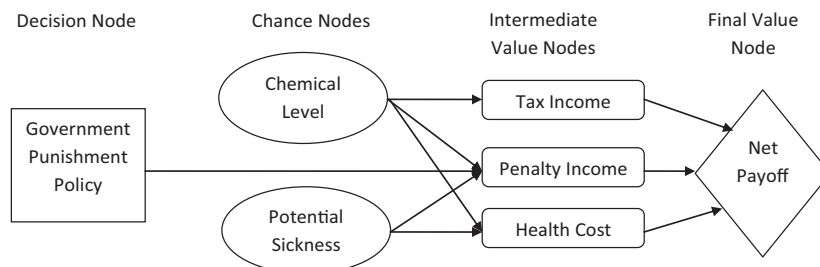 Decision Node
Chance Nodes
Intermediate
Value Nodes
Final Value
Node
Chemical
Level
Tax Income
Government
Punishment
Policy
Penalty Income
Net
Payoff
Potential
Sickness
Health Cost